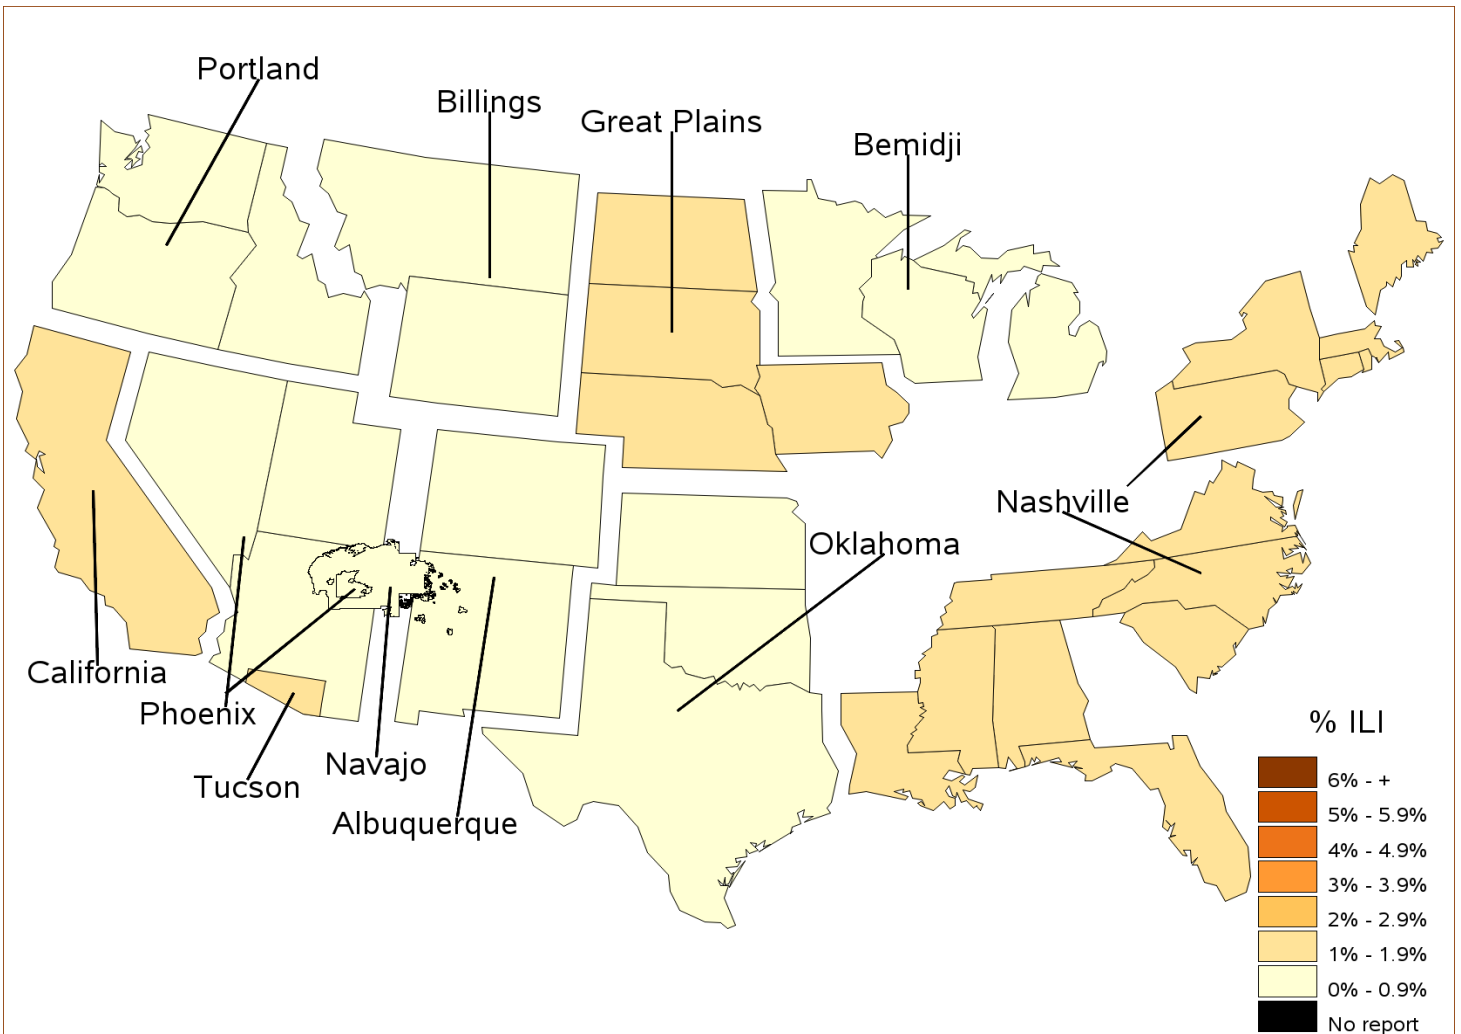 Portland
Billings
Great Plains
Bemidji
Nashville
Oklahoma
California
Phoenix
Navajo
Tucson
Albuquerque
% ILI
6% - +
5% - 5.9%
4% - 4.9%
3% - 3.9%
2% - 2.9%
1% - 1.9%
0% - 0.9%
No report